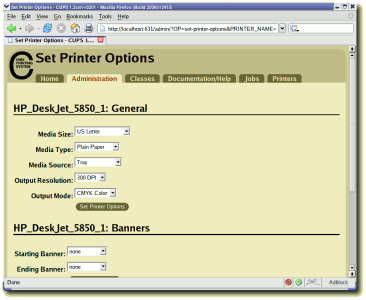 Set Printer Options - CUPS 1.2svn-r5201 - Mozilla Firefox (Build 2006012413)
File Edit View Go Bookmarks Tools Help
http://localhost:631/admin/?OP=set-printer-options&PRINTER_NAME=
Set Printer Options - CUPS 1....
UNIX PRINTING SYSTEM
Set Printer Options
Home Administration Classes Documentation/Help Jobs Printers
HP_DeskJet_5850_1: General
Media Size: US Letter
Media Type: Plain Paper
Media Source: Tray
Output Resolution: 300 DPI
Output Mode: CMYK Color
Set Printer Options
HP_DeskJet_5850_1: Banners
Starting Banner: none
Ending Banner: none
Done Adblock